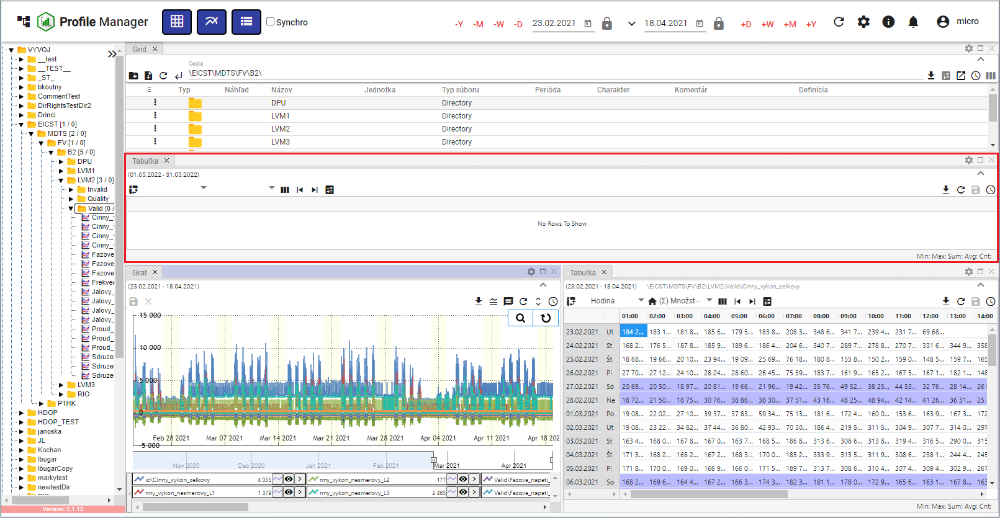 Profile Manager
Synchro
-Y -M -W -D 23.02.2021 18.04.2021 +D +W +M +Y
micro
VYVOJ
__test
__TEST__
_ST_
bkoutny
CommentTest
DirRightsTestDir2
Drinci
EICST [1 / 0]
MDTS [2 / 0]
FV [1 / 0]
B2 [5 / 0]
DPU
LVM1
LVM2 [3 / 0]
Invalid
Quality
Valid [0 /
Cinny_v
Cinny_v
Cinny_v
Cinny_v
Fazove
Fazove
Fazove
Frekver
Jalovy_
Jalovy_
Jalovy_
Jalovy_
Proud_
Proud_
Proud_
Sdruze
Sdruze
Sdruze
LVM3
RIO
P1HK
HDOP
HDOP_TEST
janoska
JL
Kochan
lbugar
lbugarCopy
markytest
newtestDir
Version: 2.1.12
Grid
Cesta
\EICST\MDTS\FV\B2\
Typ Náhľad Názov Jednotka Typ súboru Perióda Charakter Komentár Definícia
DPU Directory
LVM1 Directory
LVM2 Directory
LVM3 Directory
Tabuľka
(01.05.2022 - 31.05.2022)
No Rows To Show
Min: Max: Sum: Avg: Cnt:
Graf
(23.02.2021 - 18.04.2021)
15 000
10 000
5 000
0
-5 000
Feb 28 2021 Mar 07 2021 Mar 14 2021 Mar 21 2021 Mar 28 2021 Apr 04 2021 Apr 11 2021 Apr 18 202
Nov 2020 Dec 2020 Jan 2021 Feb 2021 Mar 2021 Apr 2021
id\Cinny_vykon_celkovy 4 035 nny_vykon_nesmerovy_L2 177 Valid\Fazove_napeti_
nny_vykon_nesmerovy_L1 1 379 nny_vykon_nesmerovy_L3 2 465 Valid\Fazove_napeti_
Tabuľka
(23.02.2021 - 18.04.2021) \EICST\MDTS\FV\B2\LVM2\Valid\Cinny_vykon_celkovy
Hodina (Σ) Množst...
01:00 02:00 03:00 04:00 05:00 06:00 07:00 08:00 09:00 10:00 11:00 12:00 13:00 14:00
23.02.2021 Ut 184 2... 183 1... 181 8... 185 6... 179 5... 183 8... 208 3... 348 6... 341 7... 239 4... 231 7... 69 68...
24.02.2021 St 168 2... 176 5... 187 8... 185 9... 189 6... 186 4... 204 6... 340 7... 289 7... 278 8... 270 7... 331 6... 344 9... 358
25.02.2021 Št 18 68... 19 66... 20 10... 23 94... 19 09... 25 69... 76 18... 180 8... 155 8... 150 2... 159 0... 148 5... 159 7... 165
26.02.2021 Pi 27 70... 27 12... 24 10... 28 24... 28 60... 26 45... 75 39... 183 7... 161 9... 165 2... 167 5... 167 1... 182 1... 148
27.02.2021 So 20 69... 20 50... 18 97... 20 81... 19 66... 21 96... 19 42... 35 76... 49 52... 38 25... 44 53... 32 76... 28 14... 26
28.02.2021 Ne 18 72... 21 50... 18 75... 30 76... 38 86... 38 30... 37 51... 43 16... 48 25... 48 94... 42 14... 41 26... 36 31... 25
01.03.2021 Po 19 08... 22 02... 27 10... 39 37... 37 83... 59 34... 75 13... 181 6... 172 4... 160 0... 153 6... 163 9... 167 3... 172
02.03.2021 Ut 19 08... 23 22... 34 82... 37 44... 36 80... 42 93... 70 30... 186 4... 219 5... 311 5... 304 9... 307 7... 314 0... 297
03.03.2021 St 163 4... 168 0... 167 8... 167 0... 163 7... 168 5... 186 8... 313 6... 308 6... 313 8... 319 4... 316 5... 290 0... 315
04.03.2021 Št 171 3... 168 2... 168 2... 167 2... 168 3... 170 0... 185 2... 333 9... 313 5... 311 9... 308 6... 238 1... 244 4... 245
05.03.2021 Pi 171 8... 170 0... 169 0... 166 9... 166 0... 171 5... 189 7... 313 7... 308 6... 310 4... 307 4... 309 4... 302 9... 267
06.03.2021 So 168 2... 169 6... 164 4... 167 2... 166 3... 174 3... 182 3... 181 1... 178 0... 172 9... 165 6... 163 1... 167 8... 163
Min: Max: Sum: Avg: Cnt: